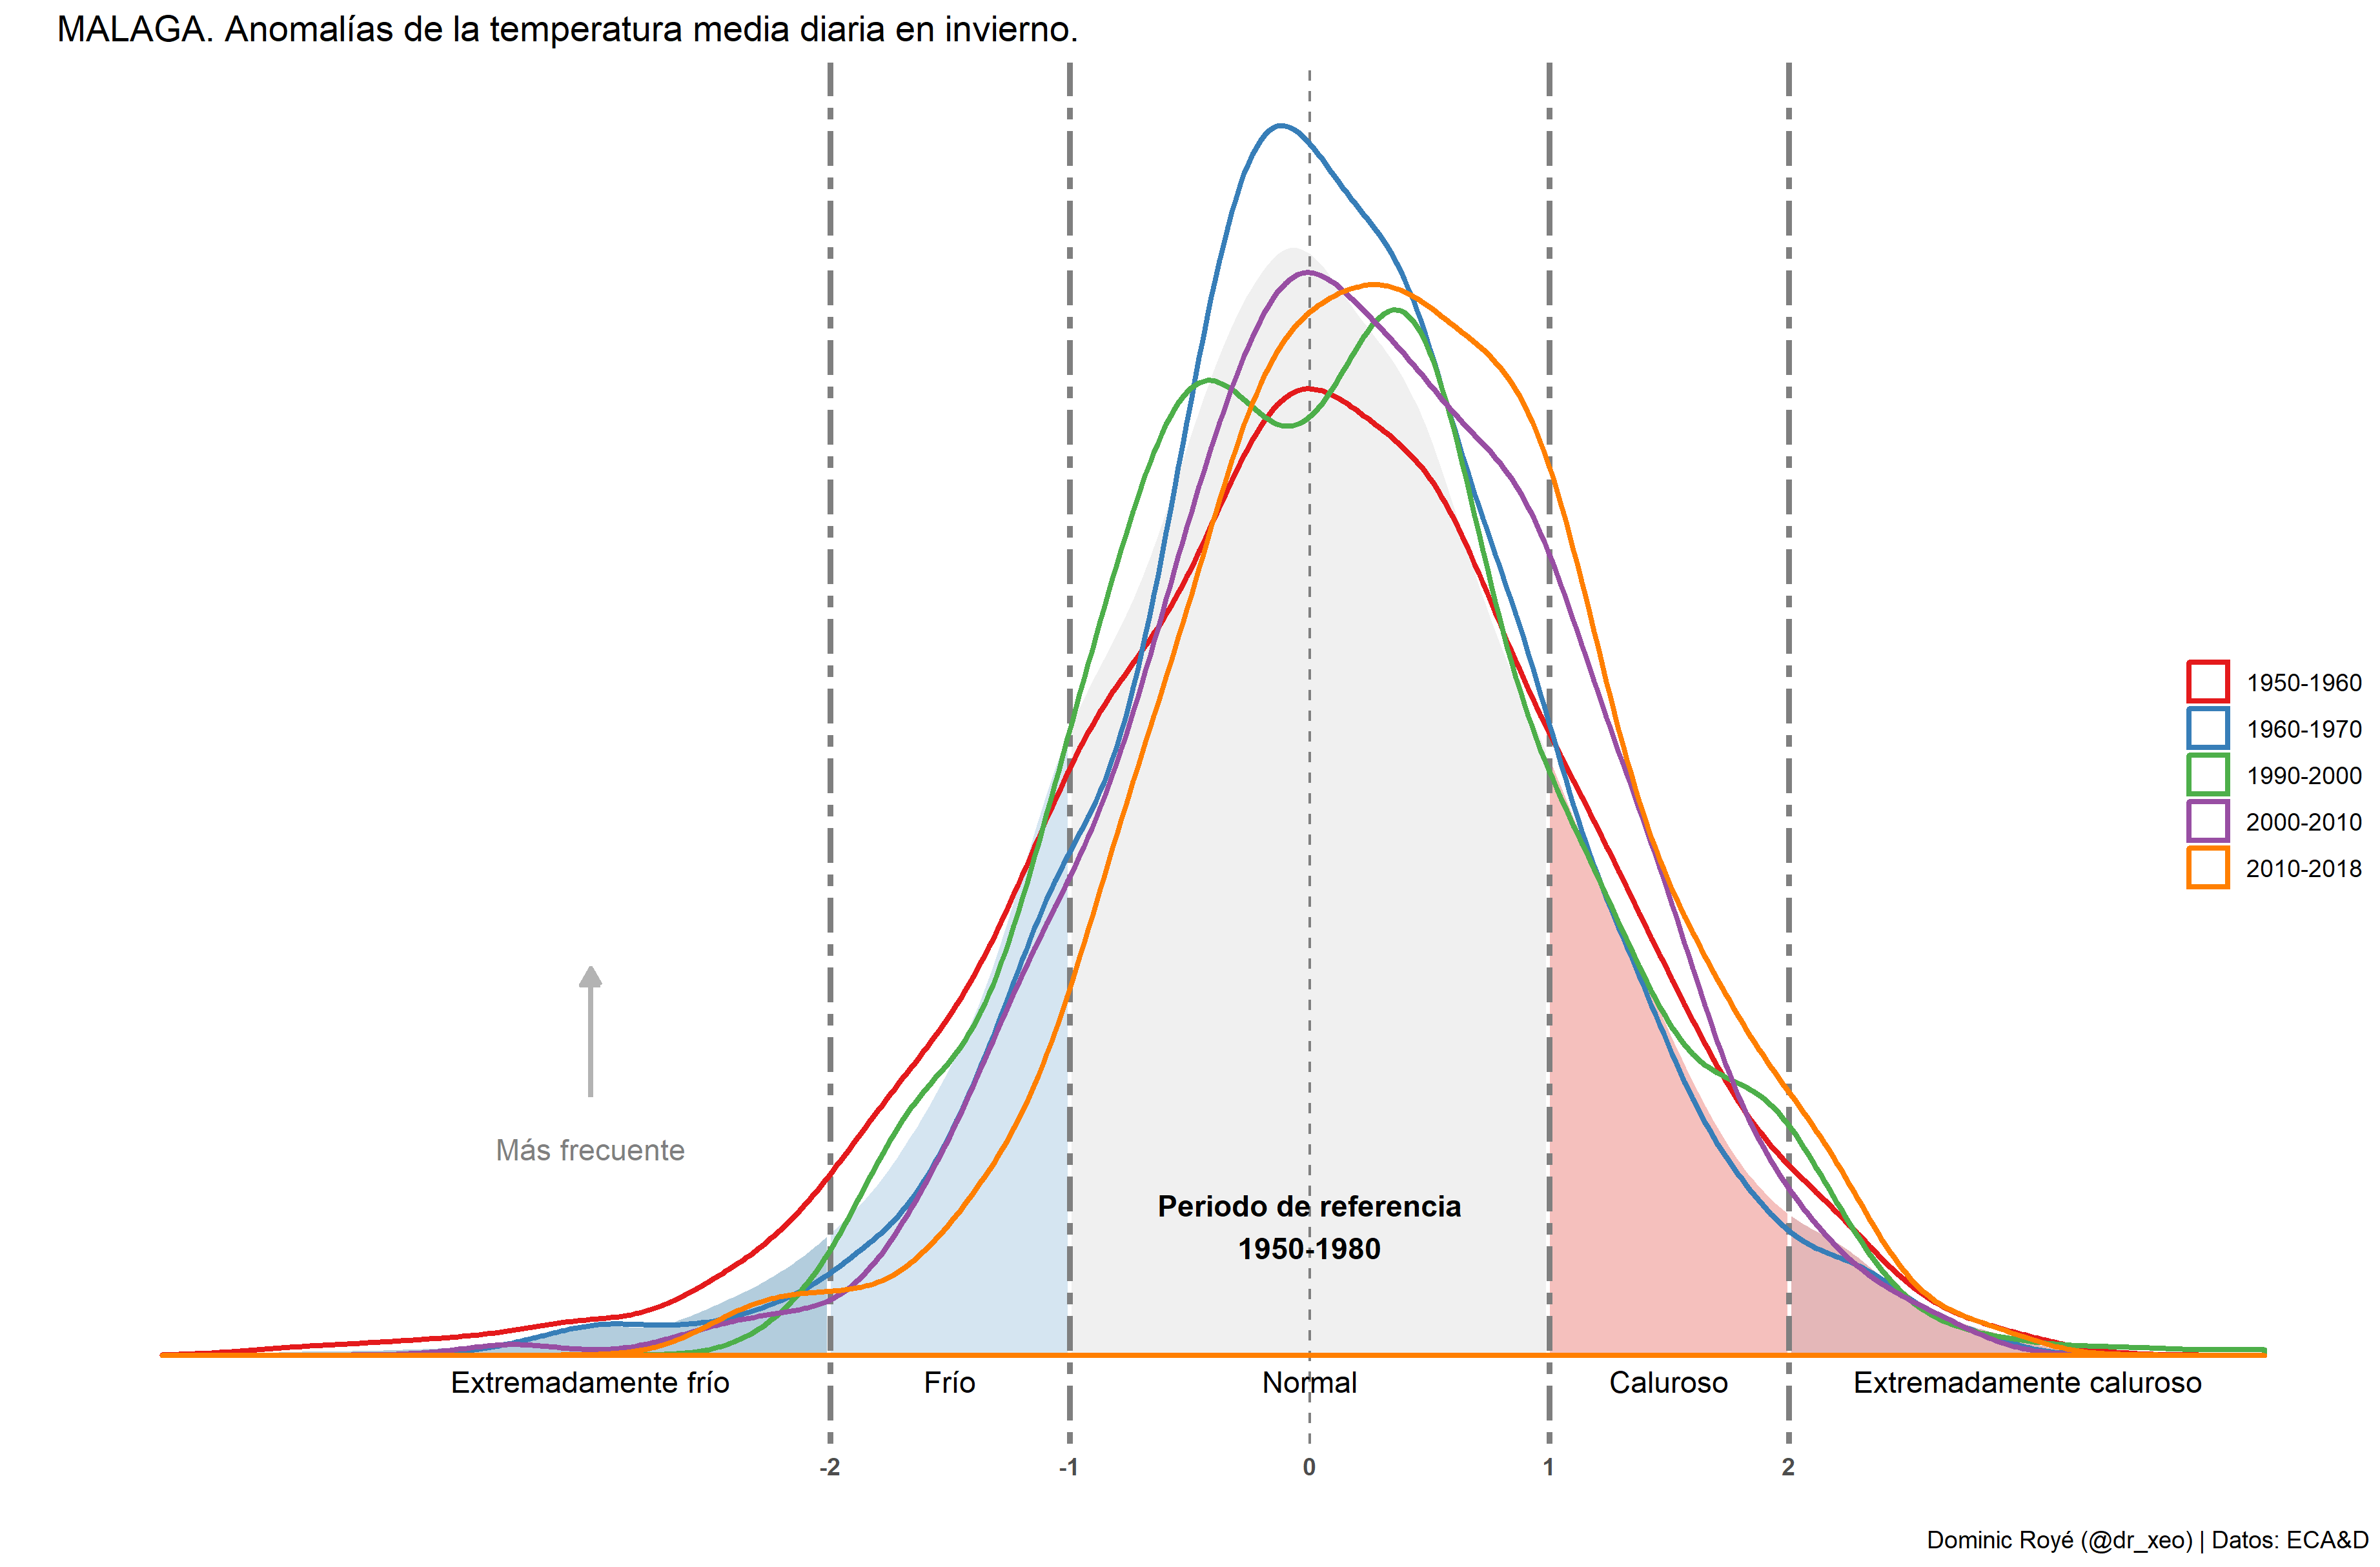 MALAGA. Anomalías de la temperatura media diaria en invierno.
1950-1960
1960-1970
1990-2000
2000-2010
2010-2018
Más frecuente
Periodo de referencia
1950-1980
Extremadamente frío
Frío
Normal
Caluroso
Extremadamente caluroso
-2
-1
0
1
2
Dominic Royé (@dr_xeo) | Datos: ECA&D